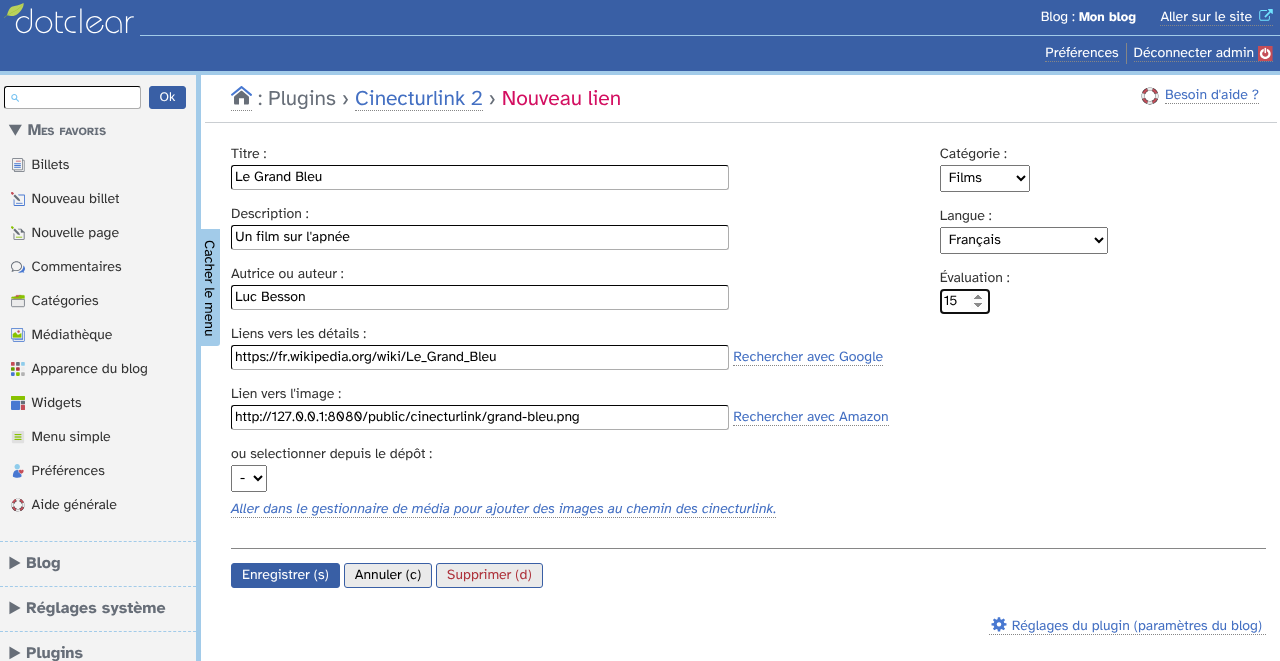 dotclear
Blog : Mon blog
Aller sur le site
Préférences
Déconnecter admin
Ok
Mes favoris
Billets
Nouveau billet
Nouvelle page
Commentaires
Catégories
Médiathèque
Apparence du blog
Widgets
Menu simple
Préférences
Aide générale
Blog
Réglages système
Plugins
Cacher le menu
: Plugins › Cinecturlink 2 › Nouveau lien
Besoin d'aide ?
Titre :
Le Grand Bleu
Description :
Un film sur l'apnée
Autrice ou auteur :
Luc Besson
Liens vers les détails :
https://fr.wikipedia.org/wiki/Le_Grand_Bleu Rechercher avec Google
Lien vers l'image :
http://127.0.0.1:8080/public/cinecturlink/grand-bleu.png Rechercher avec Amazon
ou selectionner depuis le dépôt :
-
Aller dans le gestionnaire de média pour ajouter des images au chemin des cinecturlink.
Catégorie :
Films
Langue :
Français
Évaluation :
15
Enregistrer (s) Annuler (c) Supprimer (d)
Réglages du plugin (paramètres du blog)